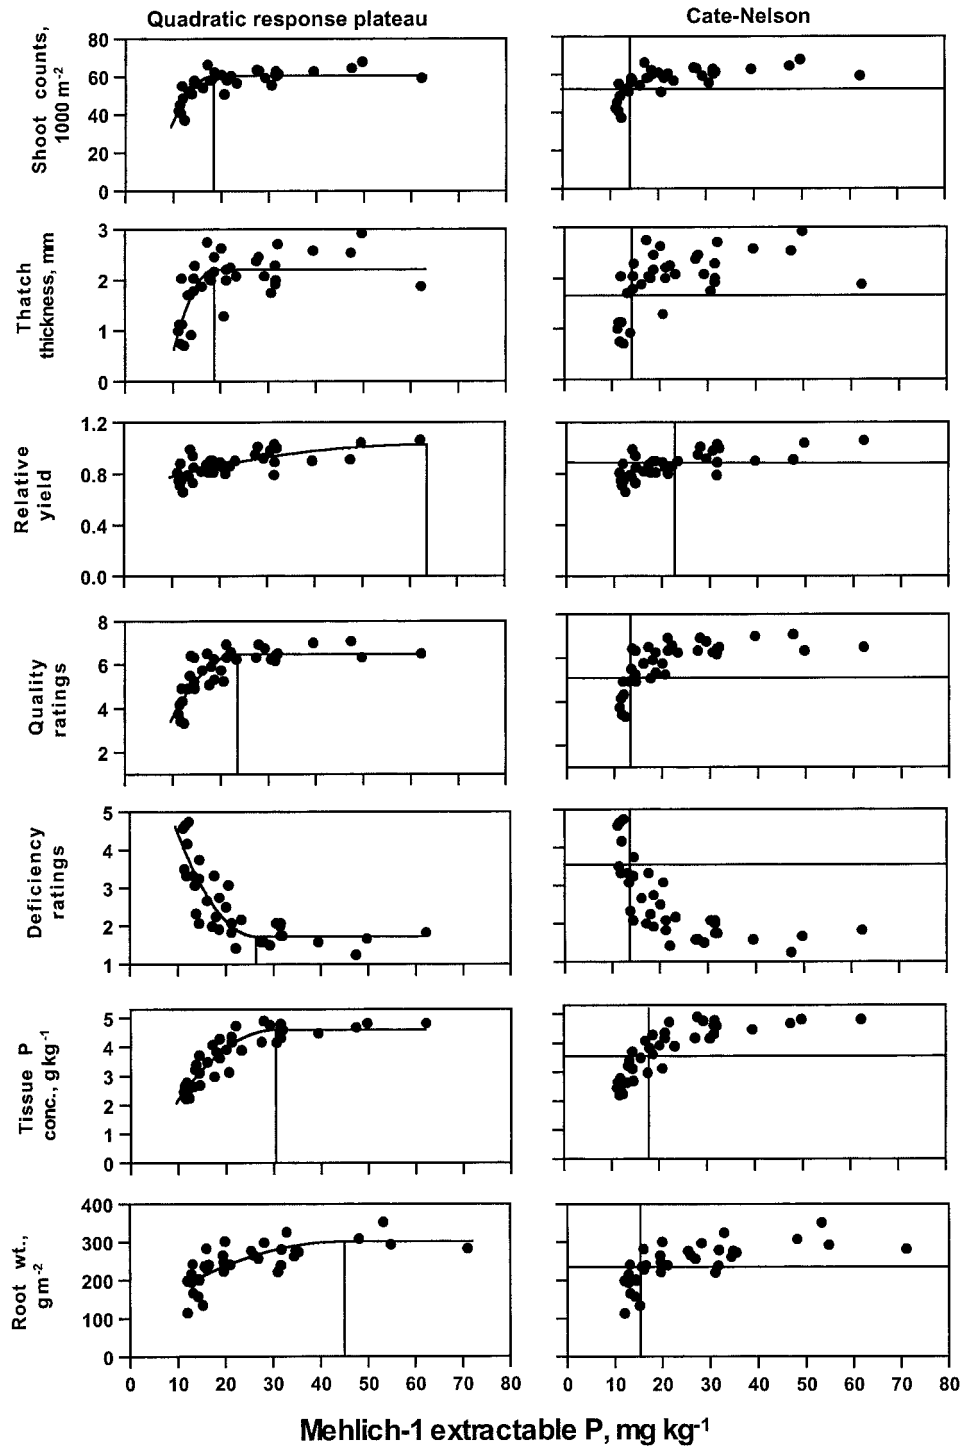 Quadratic response plateau
Cate-Nelson
Shoot counts,
1000 m-2
80
60
40
20
0
Thatch
thickness, mm
3
2
1
0
Relative
yield
1.2
0.8
0.4
0.0
Quality
ratings
8
6
4
2
Deficiency
ratings
5
4
3
2
1
Tissue P
conc., g kg-1
5
4
3
2
1
0
Root wt.,
g m-2
400
300
200
100
0
0 10 20 30 40 50 60 70 80
0 10 20 30 40 50 60 70 80
Mehlich-1 extractable P, mg kg-1